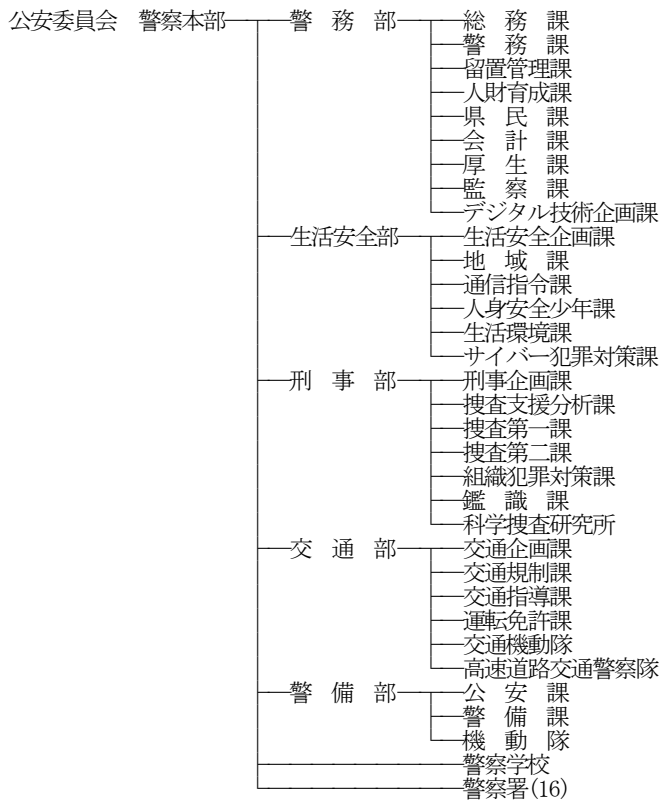 公安委員会 警察本部 警務部 総務課
警務課
留置管理課
人財育成課
県民課
会計課
厚生課
監察課
デジタル技術企画課
生活安全部 生活安全企画課
地域課
通信指令課
人身安全少年課
生活環境課
サイバー犯罪対策課
刑事部 刑事企画課
捜査支援分析課
捜査第一課
捜査第二課
組織犯罪対策課
鑑識課
科学捜査研究所
交通部 交通企画課
交通規制課
交通指導課
運転免許課
交通機動隊
高速道路交通警察隊
警備部 公安課
警備課
機動隊
警察学校
警察署(16)